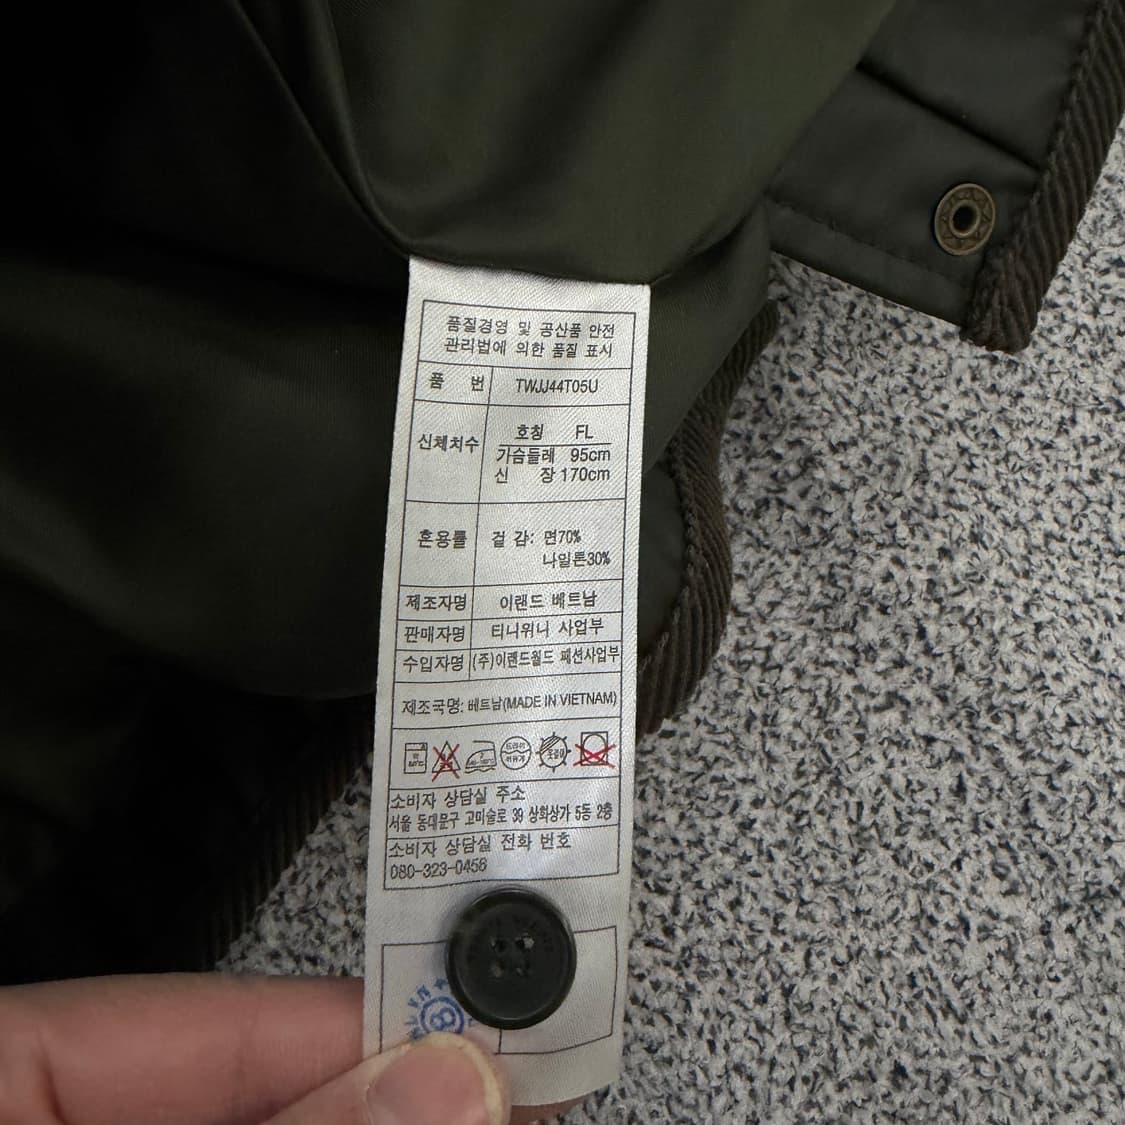 품질경영 및 공산품 안전
관리법에 의한 품질 표시
품 번 TWJJ44T05U
신체치수
호칭 FL
가슴둘레 95cm
신 장 170cm
혼용률
겉 감: 면70%
나일론30%
제조자명 이랜드 베트남
판매자명 티니위니 사업부
수입자명 (주)이랜드월드 패션사업부
제조국명: 베트남(MADE IN VIETNAM)
드라이
소비자 상담실 주소
서울 동대문구 고미술로 39 상화상가 5동 2층
소비자 상담실 전화 번호
080-323-0456